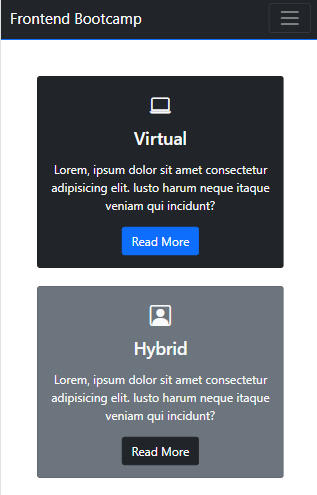 Frontend Bootcamp
Virtual
Lorem, ipsum dolor sit amet consectetur
adipisicing elit. Iusto harum neque itaque
veniam qui incidunt?
Read More
Hybrid
Lorem, ipsum dolor sit amet consectetur
adipisicing elit. Iusto harum neque itaque
veniam qui incidunt?
Read More